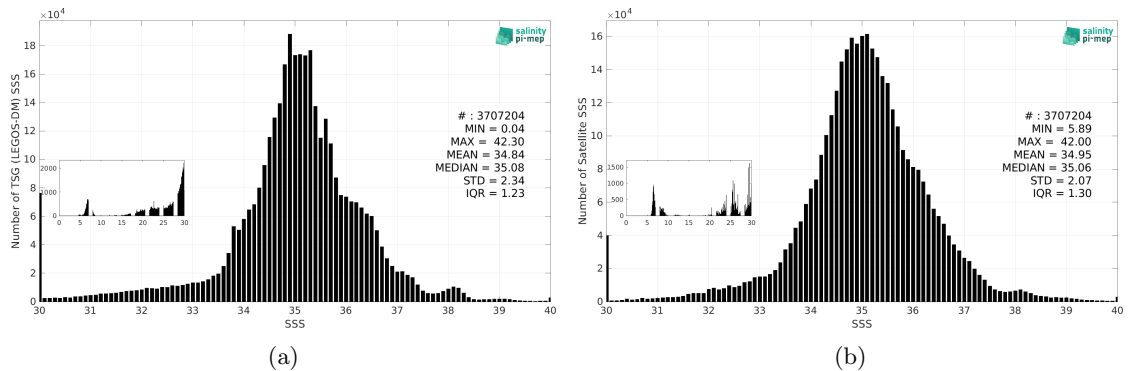 ×10⁴
18
16
14
12
10
8
6
4
2
0
Number of TSG (LEGOS-DM) SSS
salinity
pi-mep
# : 3707204
MIN = 0.04
MAX = 42.30
MEAN = 34.84
MEDIAN = 35.08
STD = 2.34
IQR = 1.23
2000
1000
0
0 5 10 15 20 25 30
30 31 32 33 34 35 36 37 38 39 40
SSS
(a)
×10⁴
16
14
12
10
8
6
4
2
0
Number of Satellite SSS
salinity
pi-mep
# : 3707204
MIN = 5.89
MAX = 42.00
MEAN = 34.95
MEDIAN = 35.06
STD = 2.07
IQR = 1.30
1500
1000
500
0
0 5 10 15 20 25 30
30 31 32 33 34 35 36 37 38 39 40
SSS
(b)